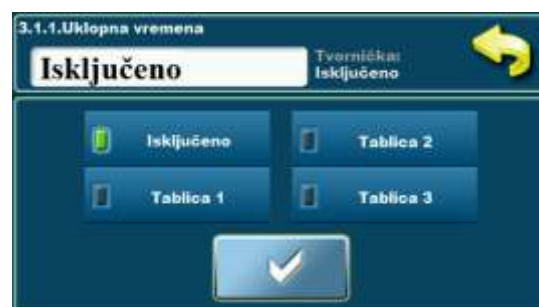 3.1.1.Uklopna vremena
Isključeno
Tvornička:
Isključeno
Isključeno
Tablica 2
Tablica 1
Tablica 3